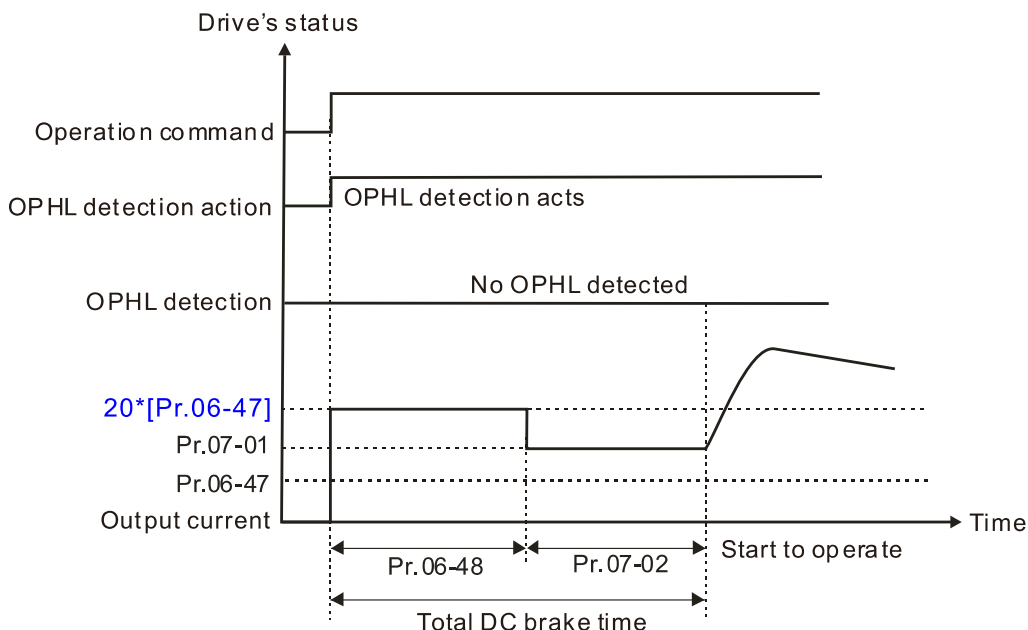 Drive's status
Operation command
OPHL detection action
OPHL detection acts
No OPHL detected
OPHL detection
20*[Pr.06-47]
Pr.07-01
Pr.06-47
Output current
Time
Pr.06-48
Pr.07-02
Start to operate
Total DC brake time